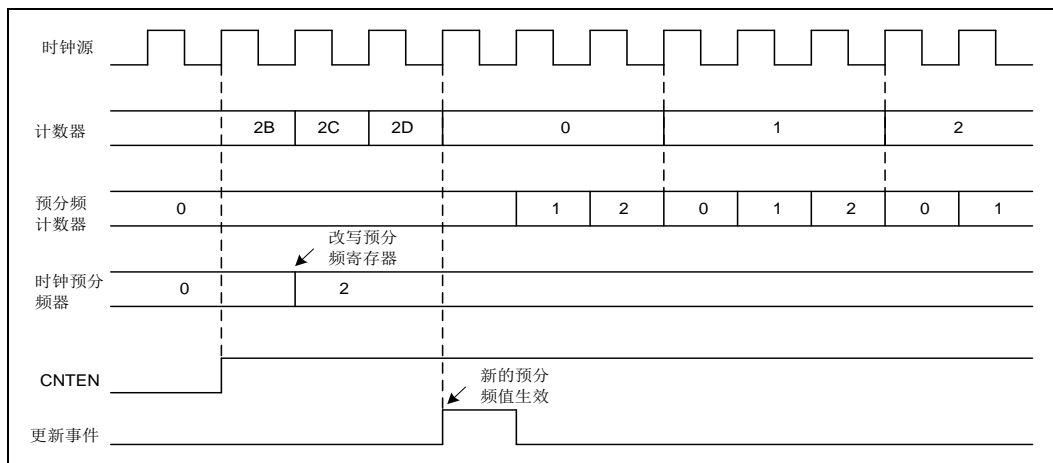 时钟源
计数器
2B 2C 2D 0 1 2
预分频
计数器
0 1 2 0 1 2 0 1
改写预分
频寄存器
时钟预分
频器
0 2
CNTEN
新的预分
频值生效
更新事件